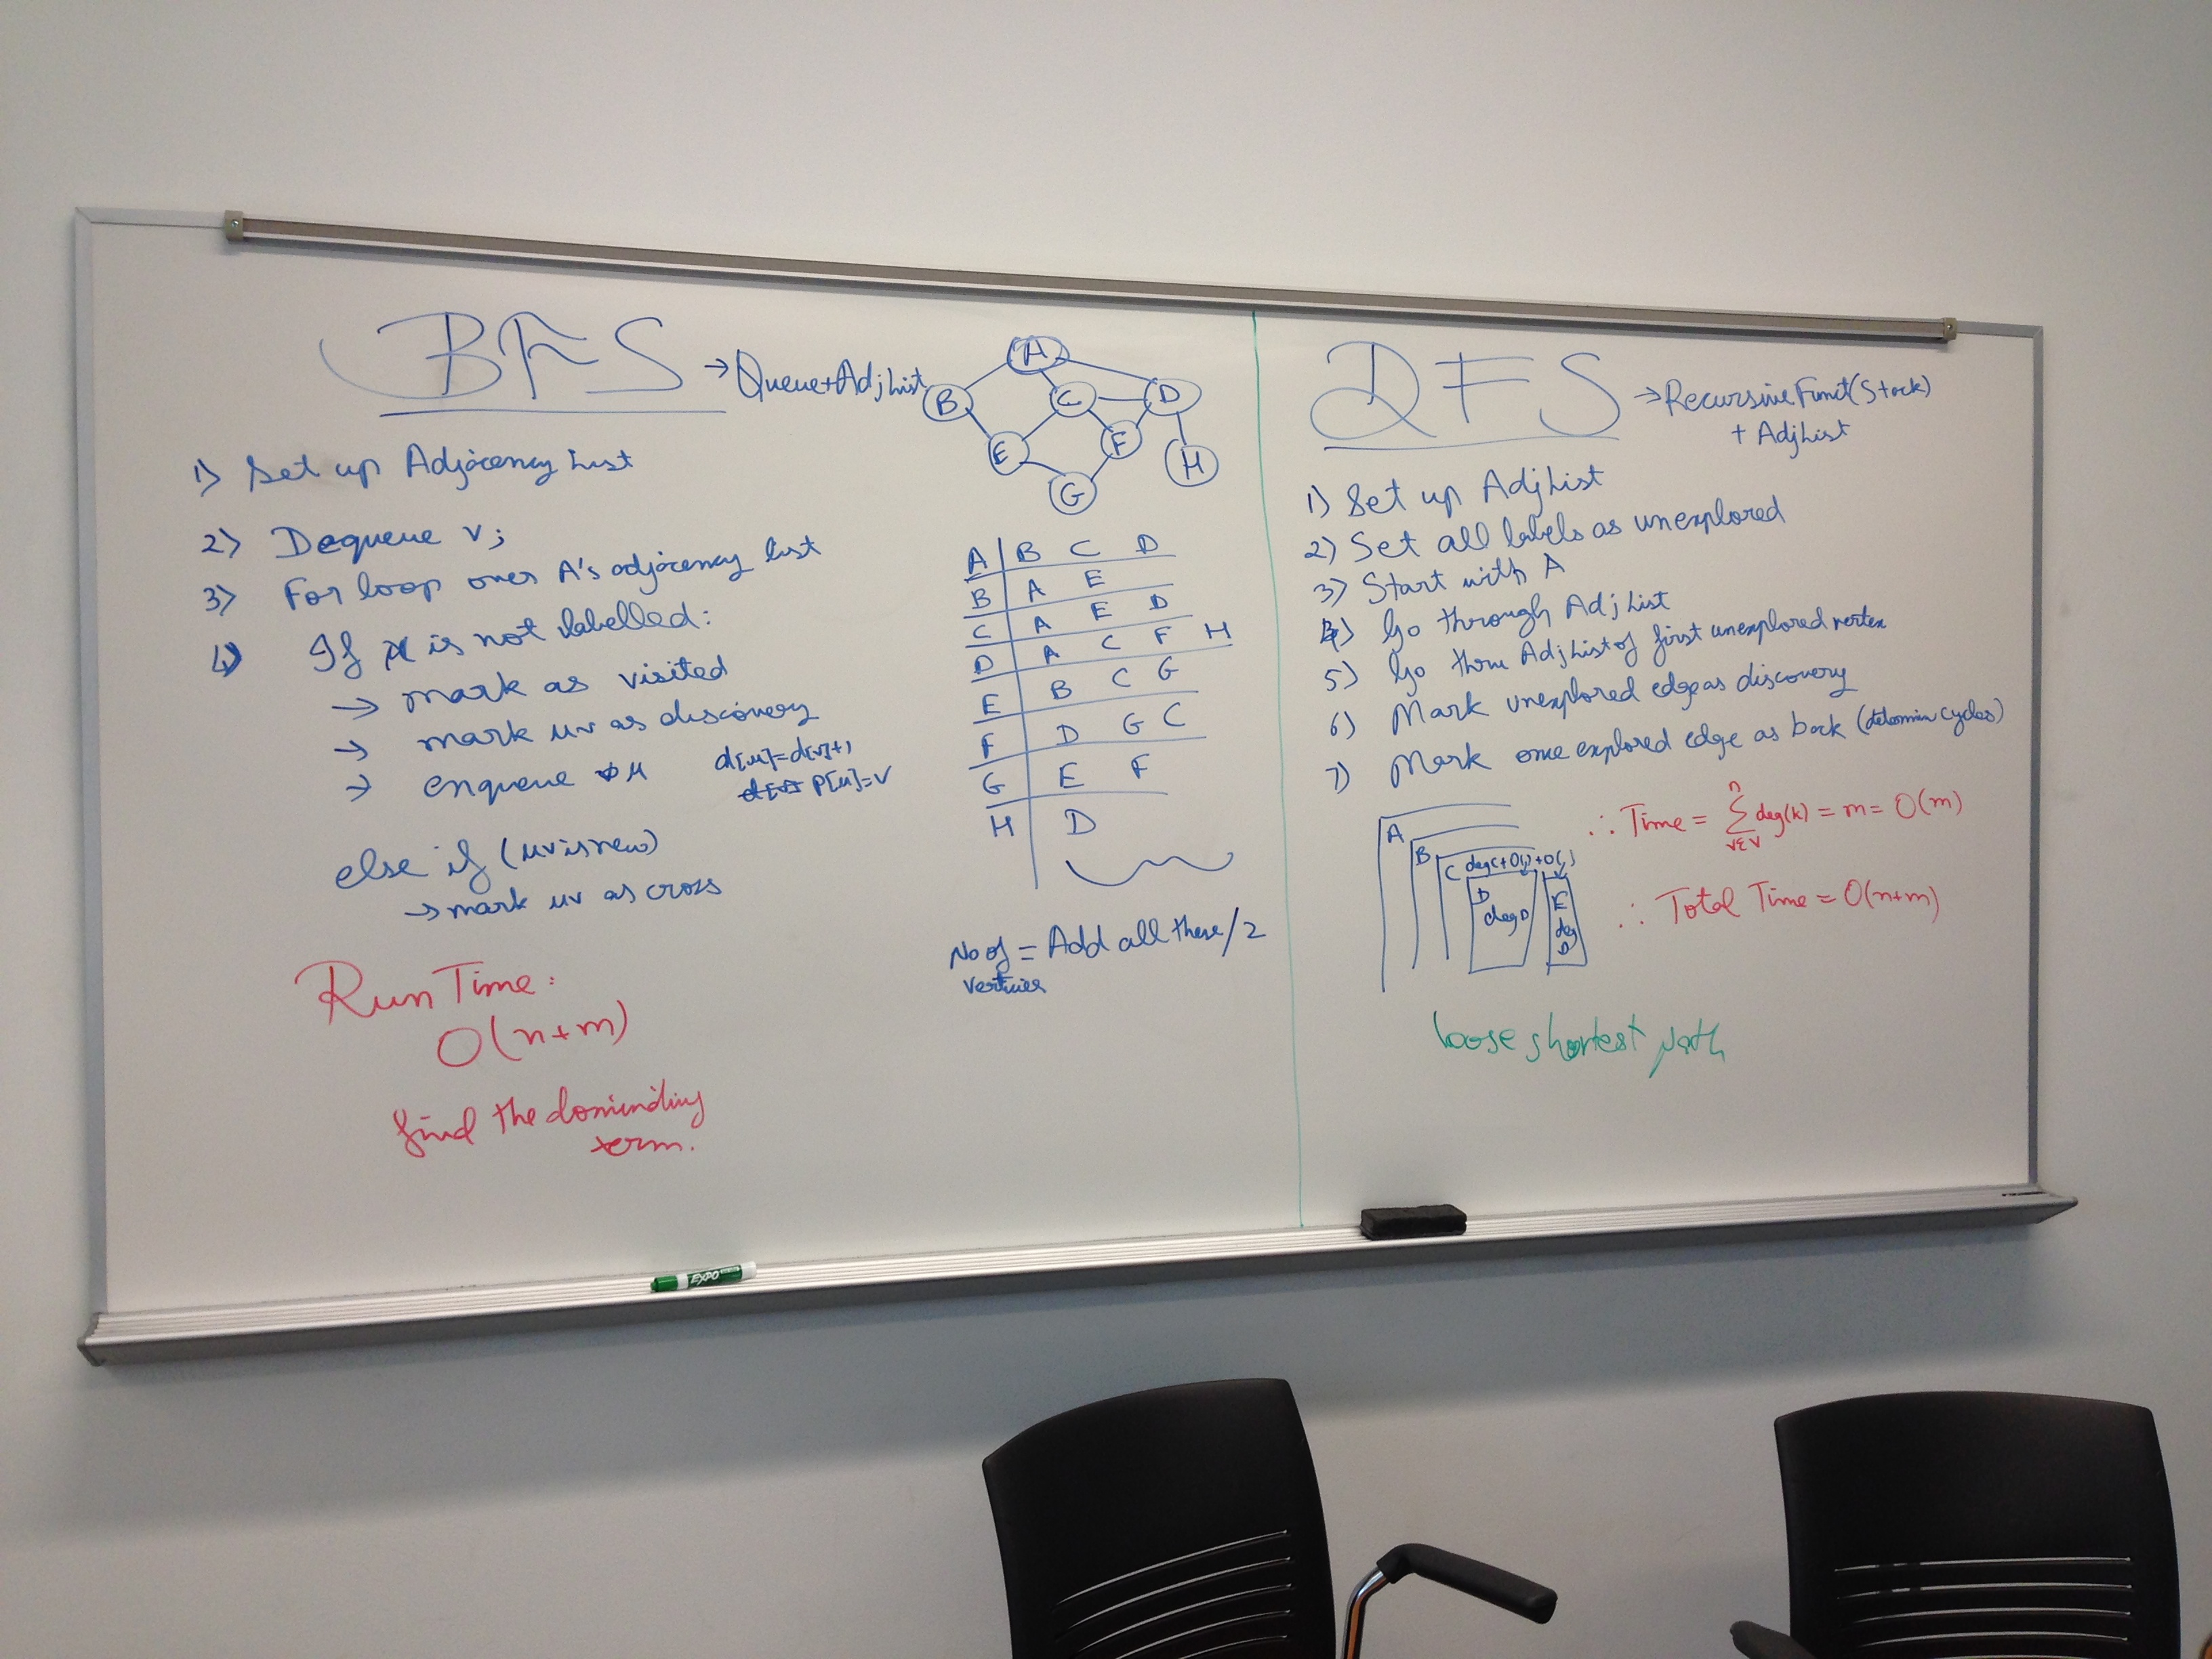 BFS → Queue+AdjList
1) Set up Adjacency List
2) Dequeue v;
3) For loop over A's adjacency list
4) If u is not labelled:
→ mark as visited
→ mark uv as discovery
→ enqueue u
d[u]=d[v]+1
P[u]=v
else if (uv is new)
→ mark uv as cross
Run Time:
O(n+m)
find the dominding
term.
A
B C D
E F H
G
A B C D
B A E
C A E D
D A C F H
E B C G
F D G C
G E F
H D
No of = Add all these/2
vertices
DFS → Recursive Funct(Stack)
+ AdjList
1) Set up AdjList
2) Set all labels as unexplored
3) Start with A
4) Go through AdjList
5) Go thru AdjList of first unexplored vertex
6) Mark unexplored edge as discovery
7) Mark once explored edge as back (determin cycles)
A
B
C deg C + O(1) + O(1)
D
deg D
E
deg
D
∴ Time = n Σ v∈V deg(k) = m = O(m)
∴ Total Time = O(n+m)
loose shortest path
EXPO